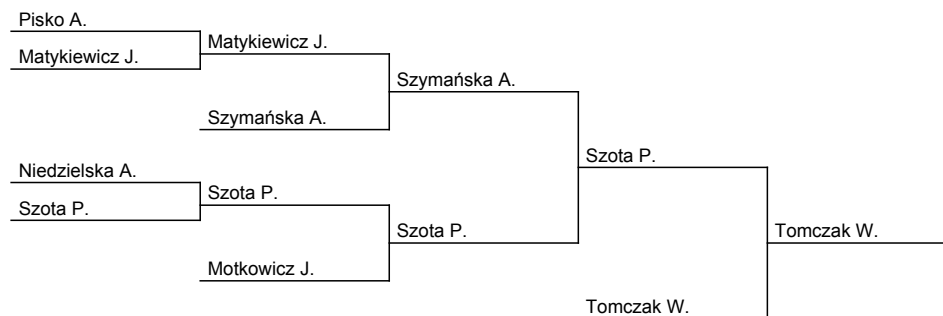 Pisko A.
Matykiewicz J.
Matykiewicz J.
Szymańska A.
Szymańska A.
Niedzielska A.
Szota P.
Szota P.
Motkowicz J.
Szota P.
Szota P.
Tomczak W.
Tomczak W.